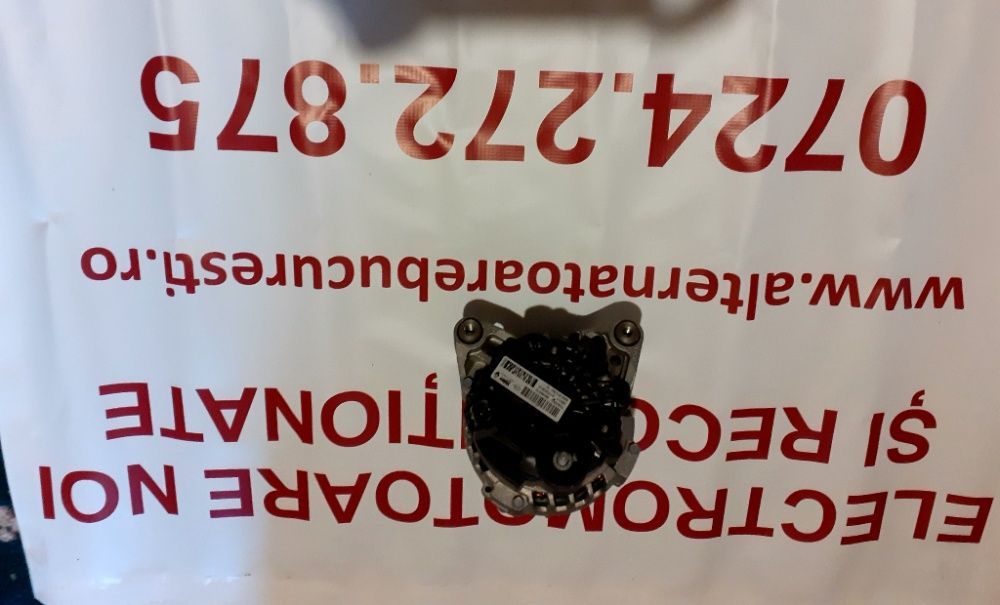 ELECTROMOTOARE NOI
ȘI RECONDIȚIONATE
www.alternatoarebucuresti.ro
0724.272.875